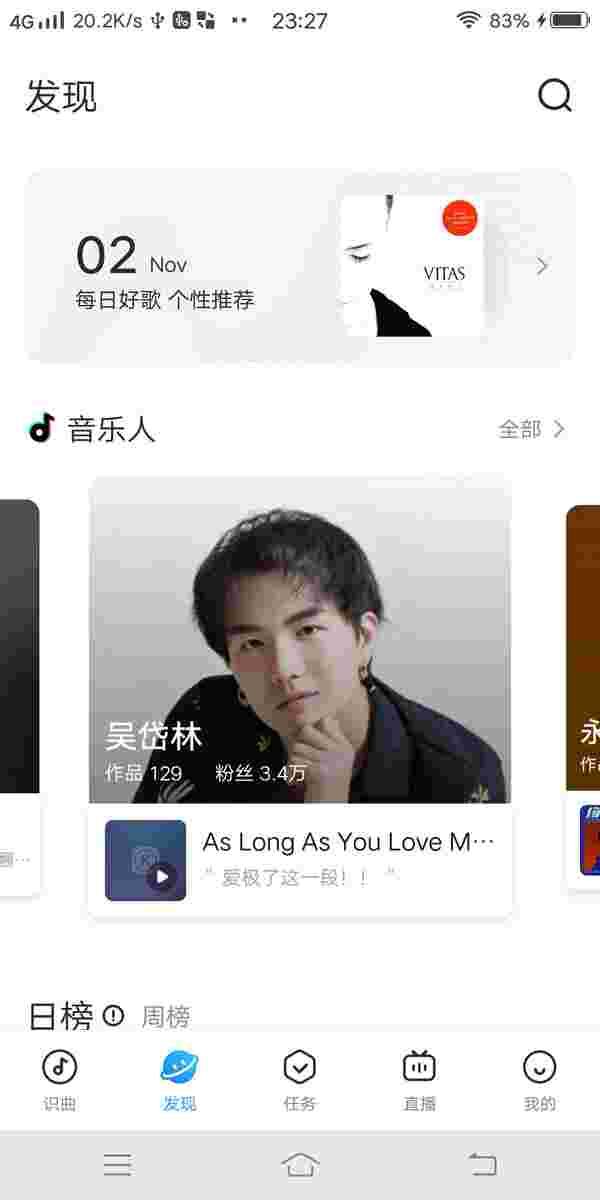 4G 20.2K/s 23:27 83%
发现
02 Nov
每日好歌 个性推荐
VITAS
音乐人
全部
吴岱林
作品 129 粉丝 3.4万
永
作品
As Long As You Love M…
" 爱极了这一段！！ "
日榜 周榜
识曲
发现
任务
直播
我的